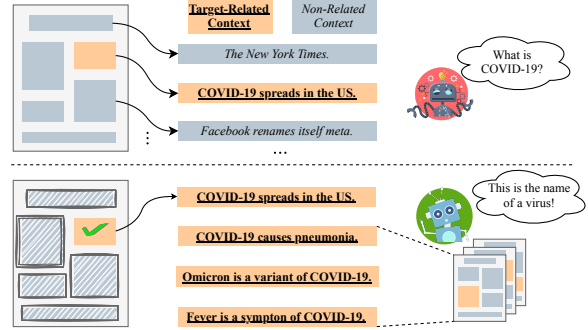 Target-Related
Context
Non-Related
Context
The New York Times.
COVID-19 spreads in the US.
Facebook renames itself meta.
...
What is
COVID-19?
COVID-19 spreads in the US.
COVID-19 causes pneumonia.
Omicron is a variant of COVID-19.
Fever is a sympton of COVID-19.
This is the name
of a virus!